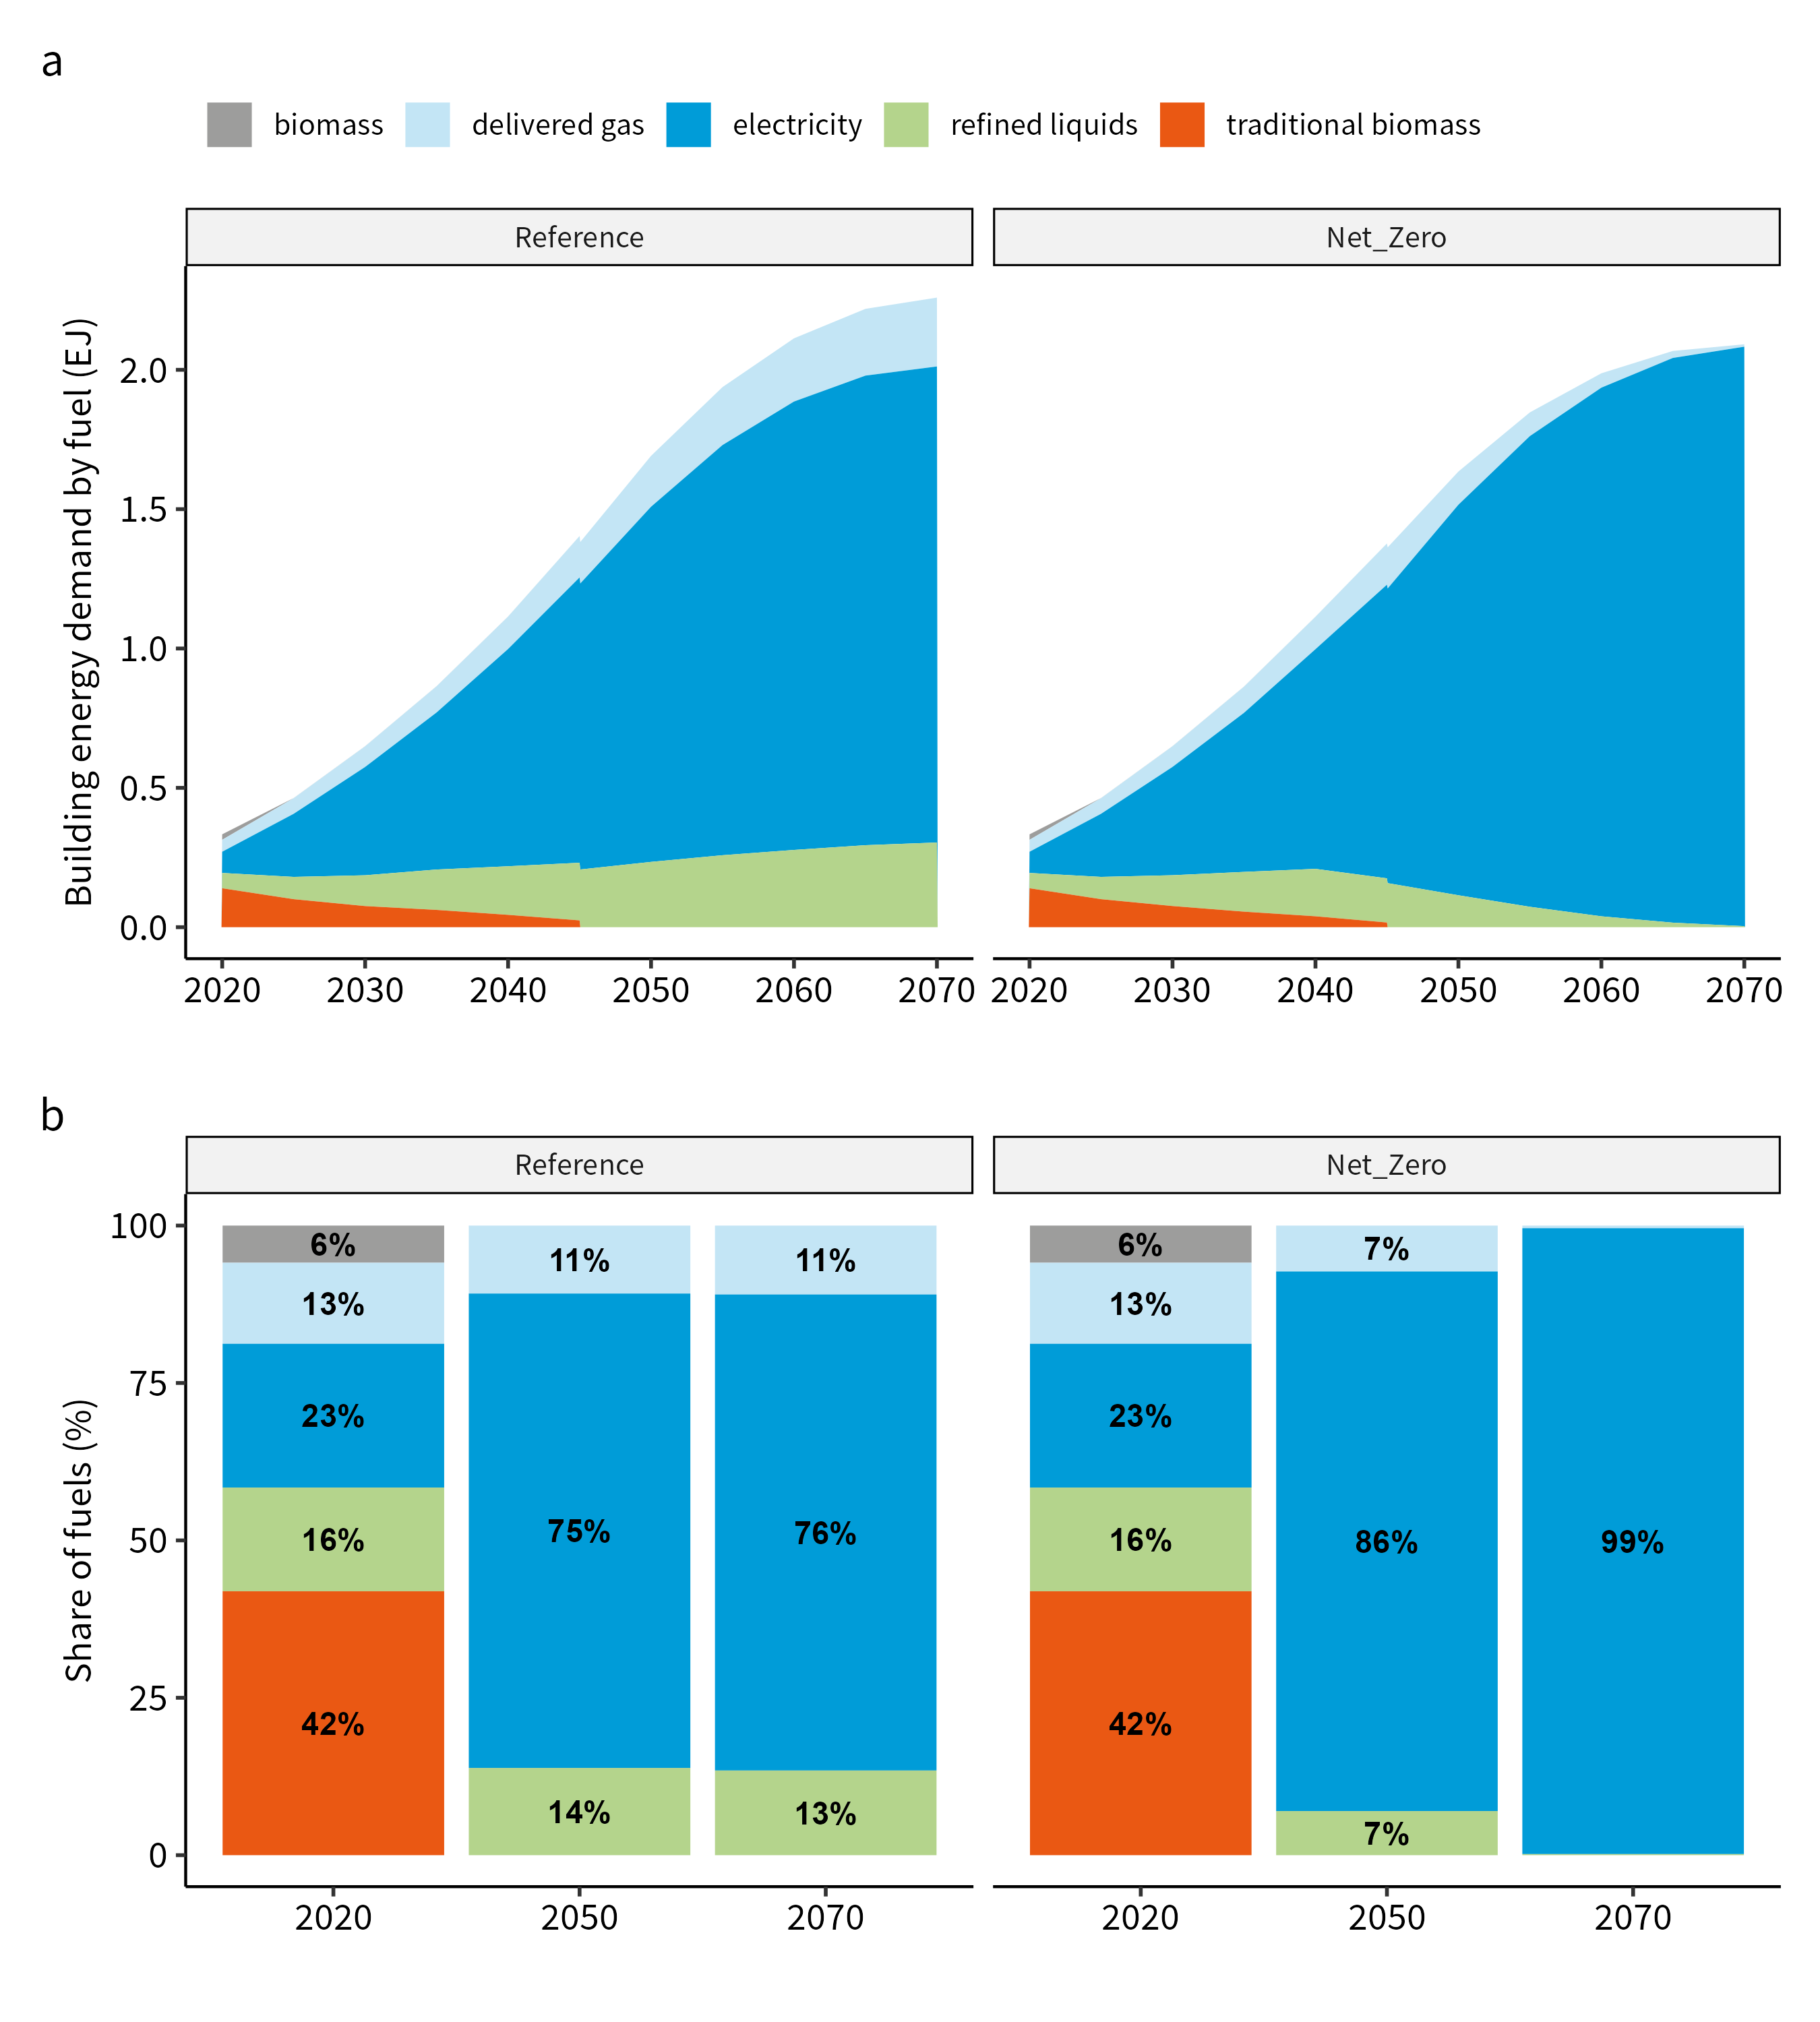 a
biomass delivered gas electricity refined liquids traditional biomass
Reference Net_Zero
Building energy demand by fuel (EJ)
2.0
1.5
1.0
0.5
0.0
2020 2030 2040 2050 2060 2070 2020 2030 2040 2050 2060 2070
b
Reference Net_Zero
Share of fuels (%)
100
75
50
25
0
6% 11% 11% 6% 7%
13% 13%
23% 75% 76% 23% 86% 99%
16% 16%
42% 42%
14% 13% 7%
2020 2050 2070 2020 2050 2070